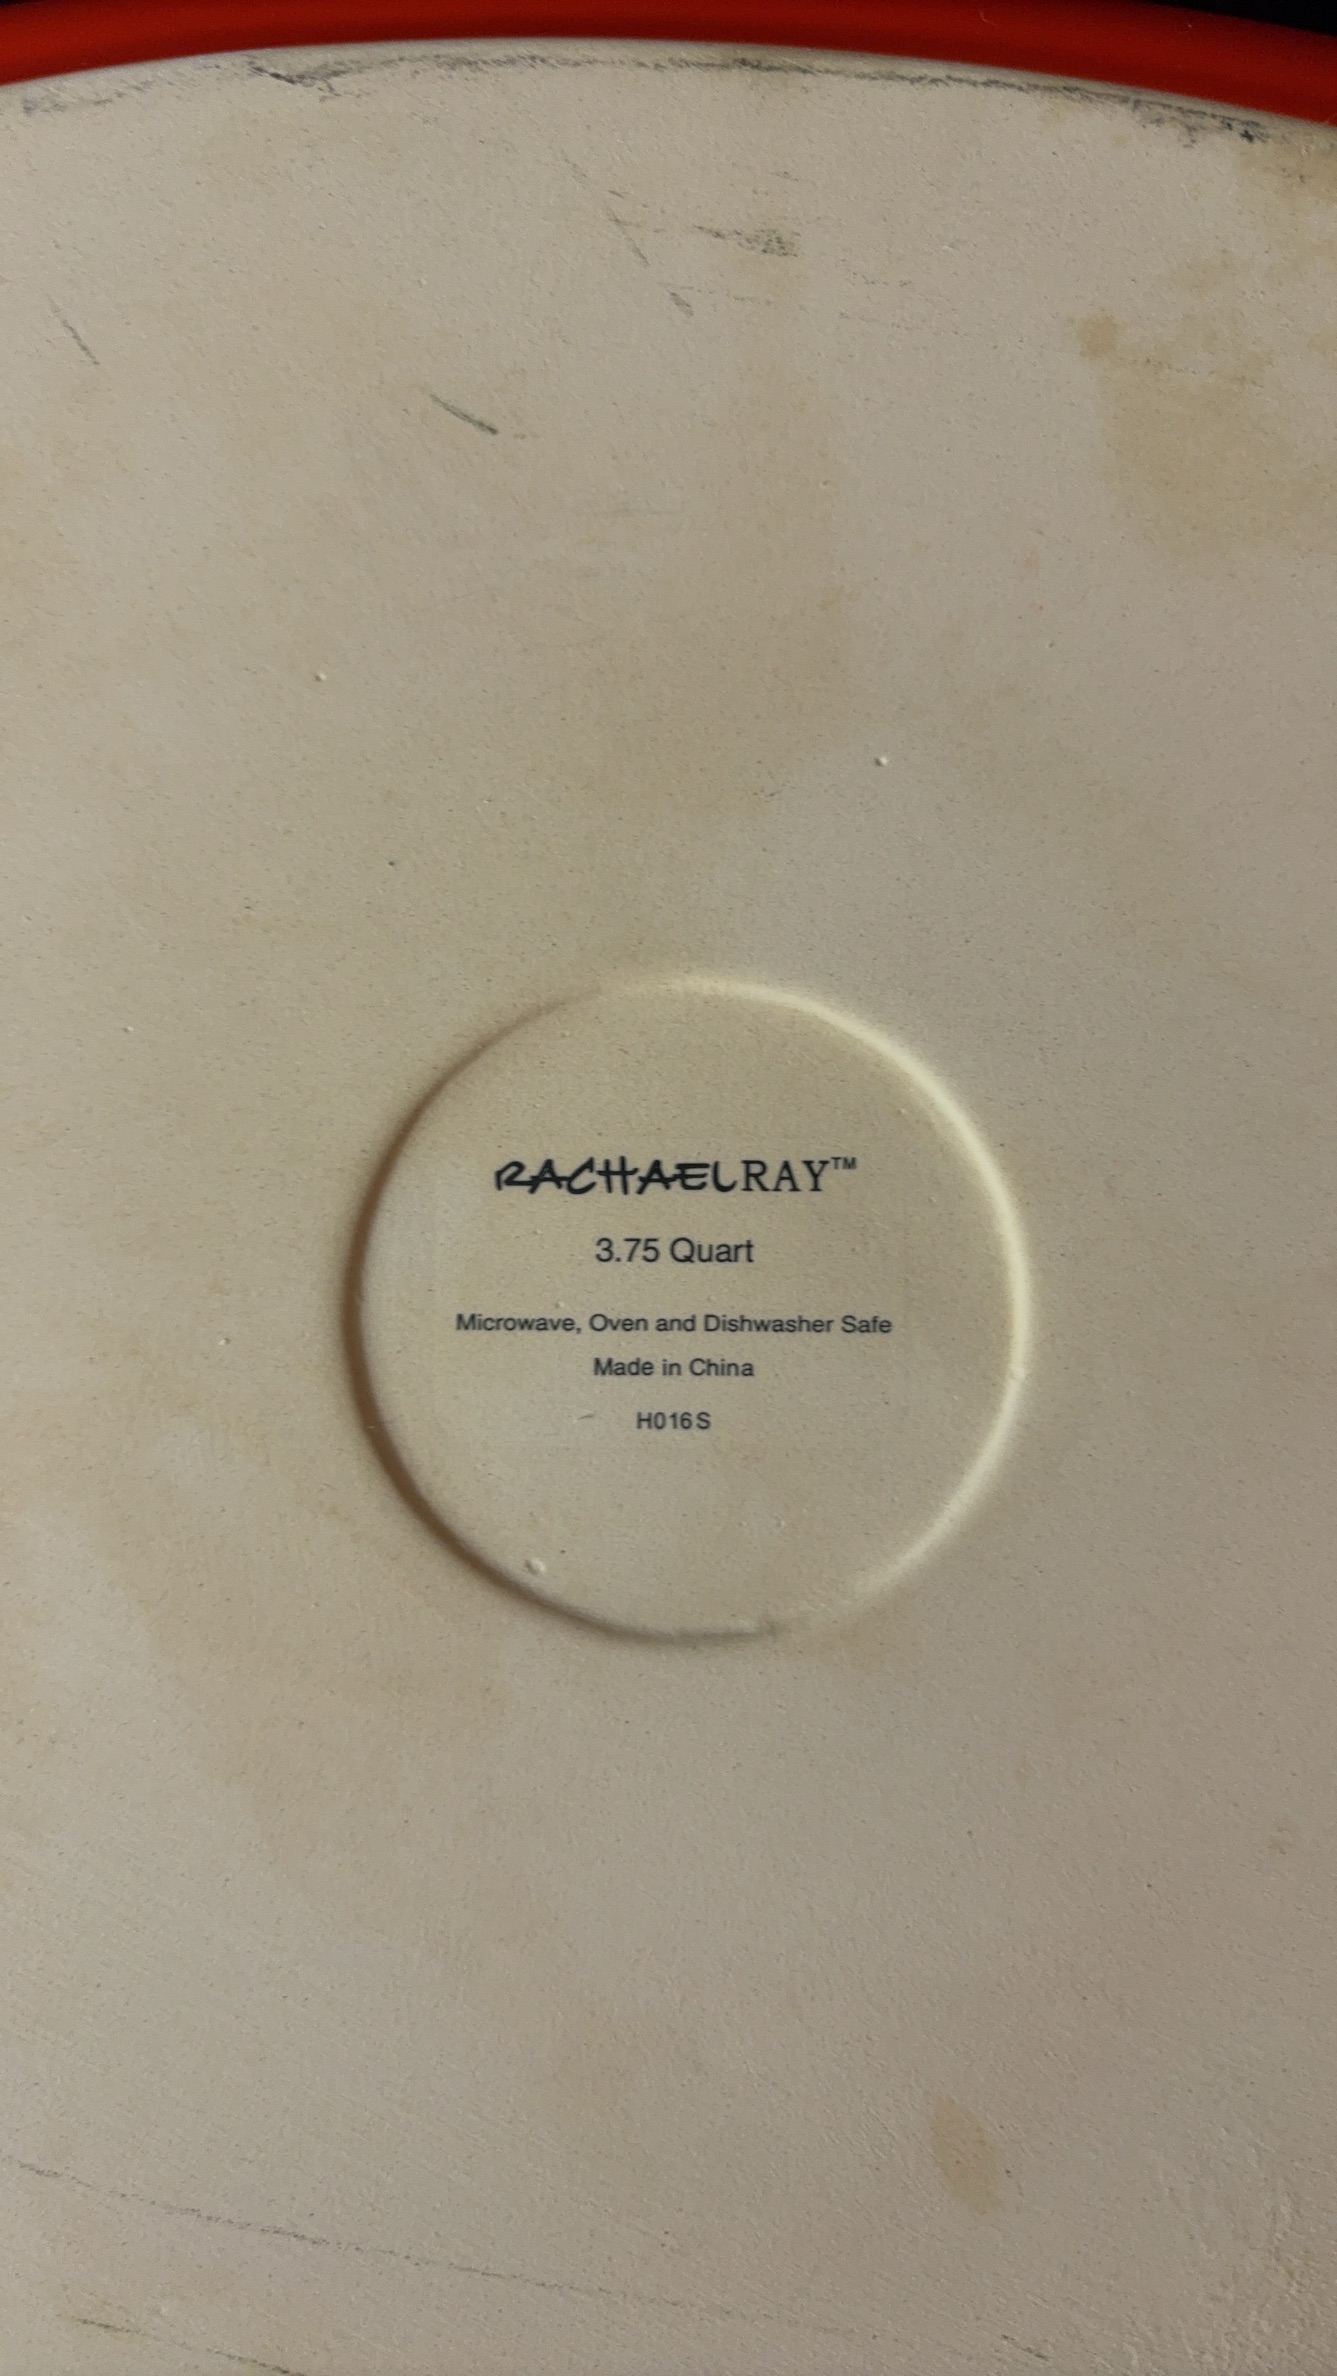 RACHAELRAY™
3.75 Quart
Microwave, Oven and Dishwasher Safe
Made in China
H016S